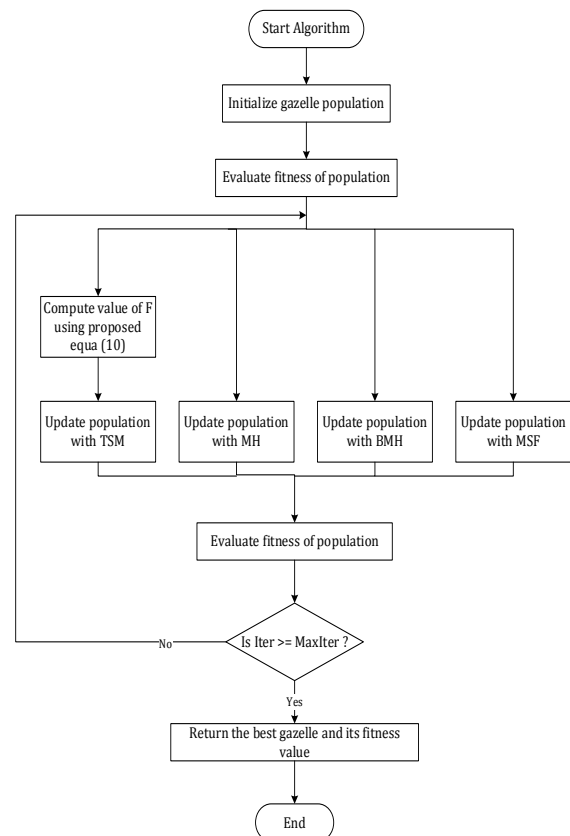 Start Algorithm
Initialize gazelle population
Evaluate fitness of population
Compute value of F
using proposed
equa (10)
Update population
with TSM
Update population
with MH
Update population
with BMH
Update population
with MSF
Evaluate fitness of population
Is Iter >= MaxIter ?
No
Yes
Return the best gazelle and its fitness
value
End